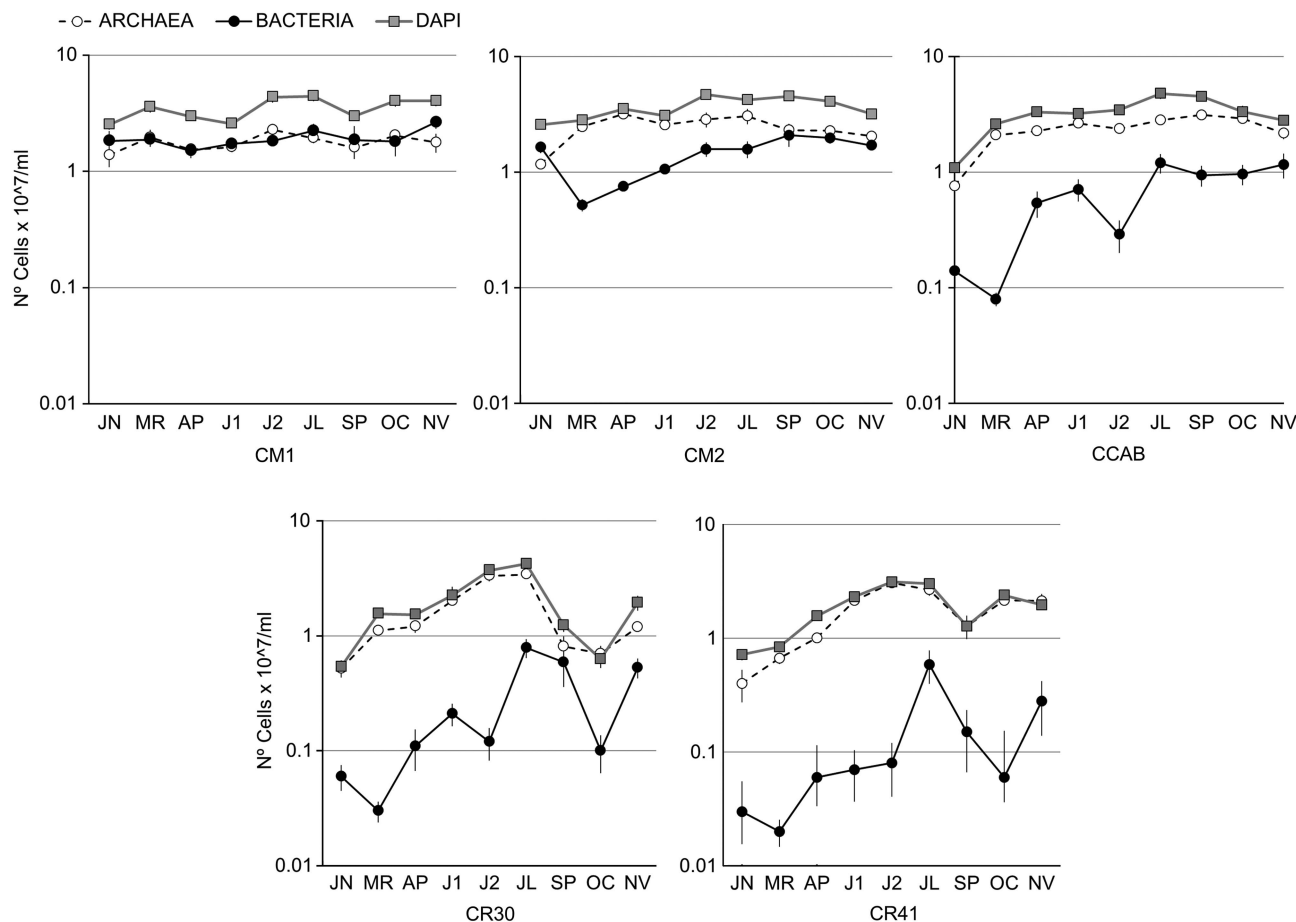 ARCHAEA BACTERIA DAPI
Nº Cells x 10^7/ml
10
1
0.1
0.01
JN MR AP J1 J2 JL SP OC NV
CM1
10
1
0.1
0.01
JN MR AP J1 J2 JL SP OC NV
CM2
10
1
0.1
0.01
JN MR AP J1 J2 JL SP OC NV
CCAB
Nº Cells x 10^7/ml
10
1
0.1
0.01
JN MR AP J1 J2 JL SP OC NV
CR30
10
1
0.1
0.01
JN MR AP J1 J2 JL SP OC NV
CR41